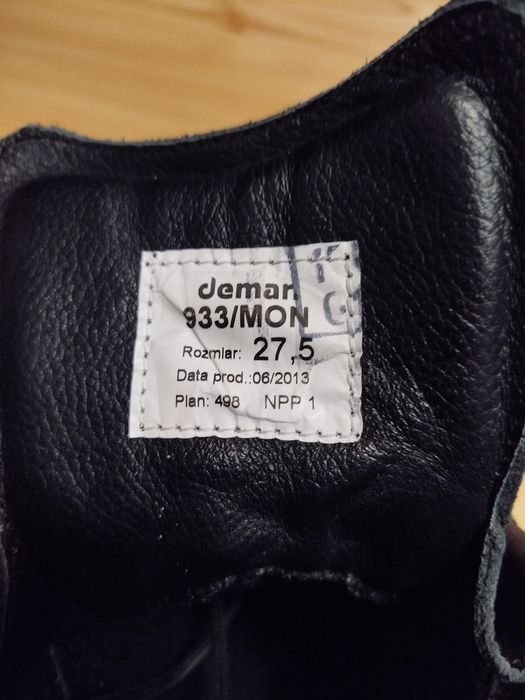 demar
933/MON
Rozmiar: 27,5
Data prod.:06/2013
Plan: 498 NPP 1